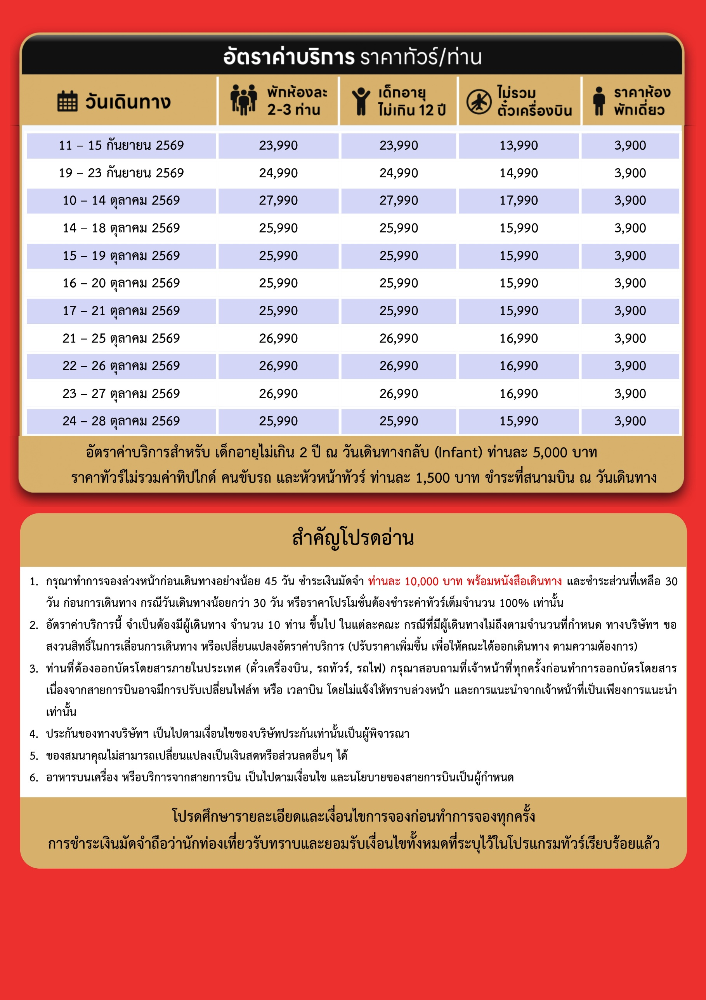 อัตราค่าบริการ ราคาทัวร์/ท่าน
วันเดินทาง พักห้องละ 2-3 ท่าน เด็กอายุ ไม่เกิน 12 ปี ไม่รวม ตั๋วเครื่องบิน ราคาห้อง พักเดี่ยว
11 – 15 กันยายน 2569 23,990 23,990 13,990 3,900
19 – 23 กันยายน 2569 24,990 24,990 14,990 3,900
10 – 14 ตุลาคม 2569 27,990 27,990 17,990 3,900
14 – 18 ตุลาคม 2569 25,990 25,990 15,990 3,900
15 – 19 ตุลาคม 2569 25,990 25,990 15,990 3,900
16 – 20 ตุลาคม 2569 25,990 25,990 15,990 3,900
17 – 21 ตุลาคม 2569 25,990 25,990 15,990 3,900
21 – 25 ตุลาคม 2569 26,990 26,990 16,990 3,900
22 – 26 ตุลาคม 2569 26,990 26,990 16,990 3,900
23 – 27 ตุลาคม 2569 26,990 26,990 16,990 3,900
24 – 28 ตุลาคม 2569 25,990 25,990 15,990 3,900
อัตราค่าบริการสำหรับ เด็กอายุไม่เกิน 2 ปี ณ วันเดินทางกลับ (Infant) ท่านละ 5,000 บาท
ราคาทัวร์ไม่รวมค่าทิปไกด์ คนขับรถ และหัวหน้าทัวร์ ท่านละ 1,500 บาท ขำระที่สนามบิน ณ วันเดินทาง
สำคัญโปรดอ่าน
1. กรุณาทำการจองล่วงหน้าก่อนเดินทางอย่างน้อย 45 วัน ชำระเงินมัดจำ ท่านละ 10,000 บาท พร้อมหนังสือเดินทาง และชำระส่วนที่เหลือ 30
วัน ก่อนการเดินทาง กรณีวันเดินทางน้อยกว่า 30 วัน หรือราคาโปรโมชั่นต้องชำระค่าทัวร์เต็มจำนวน 100% เท่านั้น
2. อัตราค่าบริการนี้ จำเป็นต้องมีผู้เดินทาง จำนวน 10 ท่าน ขึ้นไป ในแต่ละคณะ กรณีที่มีผู้เดินทางไม่ถึงตามจำนวนที่กำหนด ทางบริษัทฯ ขอ
สงวนสิทธิ์ในการเลื่อนการเดินทาง หรือเปลี่ยนแปลงอัตราค่าบริการ (ปรับราคาเพิ่มขึ้น เพื่อให้คณะได้ออกเดินทาง ตามความต้องการ)
3. ท่านที่ต้องออกบัตรโดยสารภายในประเทศ (ตั๋วเครื่องบิน, รถทัวร์, รถไฟ) กรุณาสอบถามที่เจ้าหน้าที่ทุกครั้งก่อนทำการออกบัตรโดยสาร
เนื่องจากสายการบินอาจมีการปรับเปลี่ยนไฟล์ท หรือ เวลาบิน โดยไม่แจ้งให้ทราบล่วงหน้า และการแนะนำจากเจ้าหน้าที่เป็นเพียงการแนะนำ
เท่านั้น
4. ประกันของทางบริษัทฯ เป็นไปตามเงื่อนไขของบริษัทประกันเท่านั้นเป็นผู้พิจารณา
5. ของสมนาคุณไม่สามารถเปลี่ยนแปลงเป็นเงินสดหรือส่วนลดอื่นๆ ได้
6. อาหารบนเครื่อง หรือบริการจากสายการบิน เป็นไปตามเงื่อนไข และนโยบายของสายการบินเป็นผู้กำหนด
โปรดศึกษารายละเอียดและเงื่อนไขการจองก่อนทำการจองทุกครั้ง
การชำระเงินมัดจำถือว่านักท่องเที่ยวรับทราบและยอมรับเงื่อนไขทั้งหมดที่ระบุไว้ในโปรแกรมทัวร์เรียบร้อยแล้ว